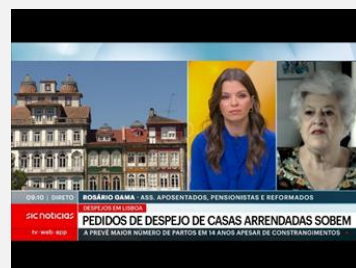 09:10 | DIRETO
ROSÁRIO GAMA - ASS. APOSENTADOS, PENSIONISTAS E REFORMADOS
DESPEJOS EM LISBOA
sic notícias
PEDIDOS DE DESPEJO DE CASAS ARRENDADAS SOBEM
tv·web·app
A PREVÊ MAIOR NÚMERO DE PARTOS EM 14 ANOS APESAR DE CONSTRANGIMENTOS